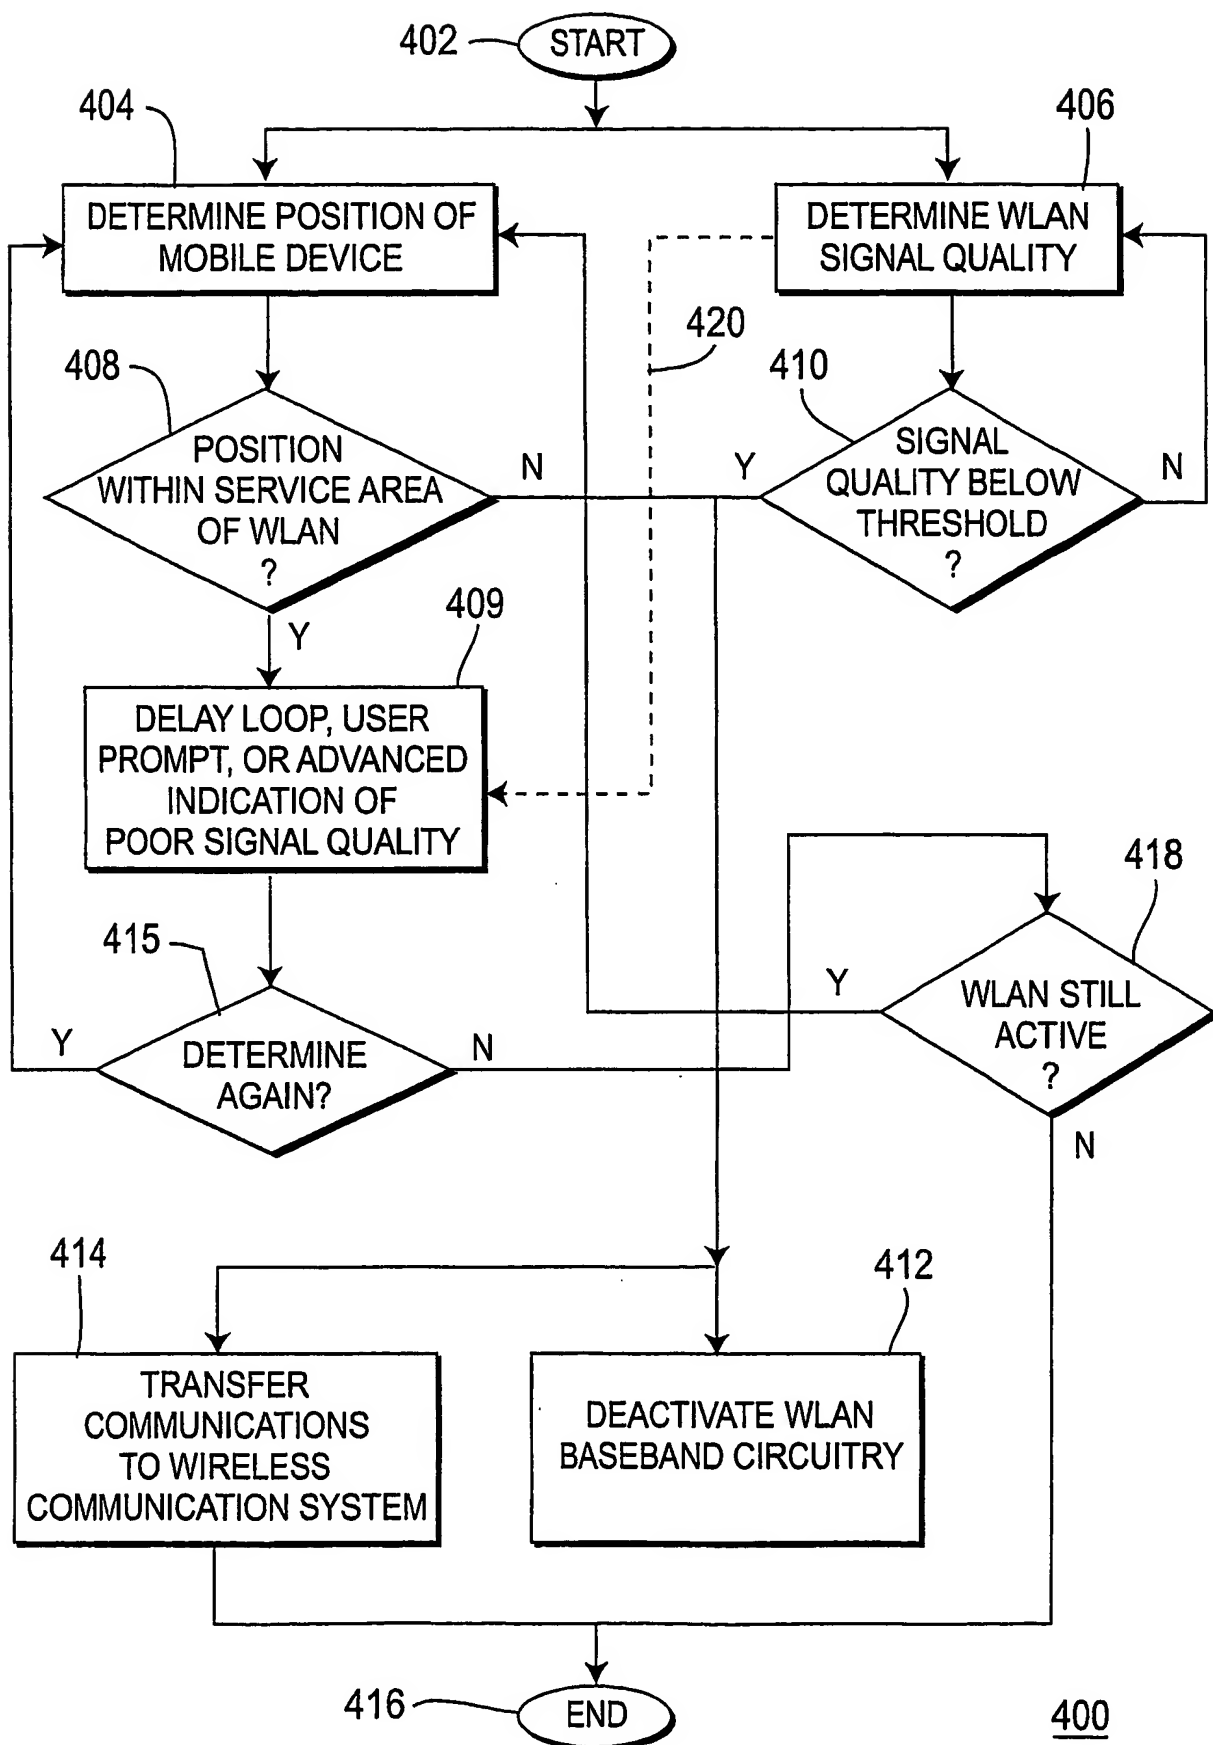 402
START
404
406
DETERMINE POSITION OF
MOBILE DEVICE
DETERMINE WLAN
SIGNAL QUALITY
420
408
410
POSITION
WITHIN SERVICE AREA
OF WLAN
?
N
Y
SIGNAL
QUALITY BELOW
THRESHOLD
?
N
Y
409
DELAY LOOP, USER
PROMPT, OR ADVANCED
INDICATION OF
POOR SIGNAL QUALITY
418
415
Y
DETERMINE
AGAIN?
N
Y
WLAN STILL
ACTIVE
?
N
414
412
TRANSFER
COMMUNICATIONS
TO WIRELESS
COMMUNICATION SYSTEM
DEACTIVATE WLAN
BASEBAND CIRCUITRY
416
END
400